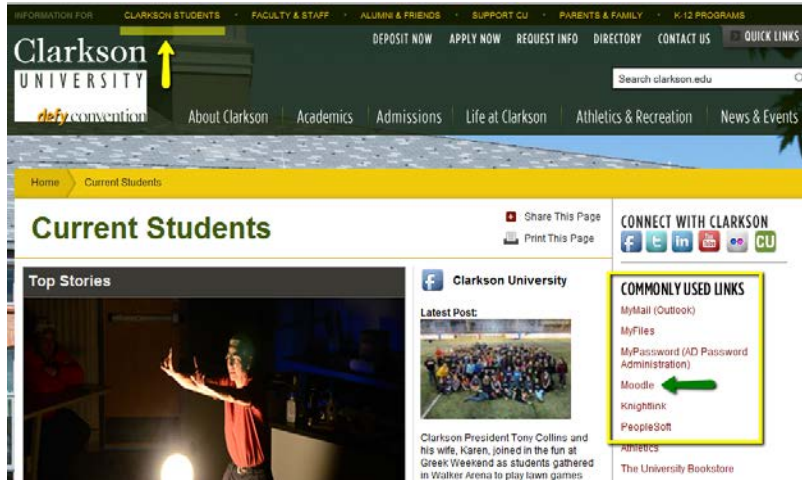 INFORMATION FOR CLARKSON STUDENTS FACULTY & STAFF ALUMNI & FRIENDS SUPPORT CU PARENTS & FAMILY K-12 PROGRAMS
DEPOSIT NOW APPLY NOW REQUEST INFO DIRECTORY CONTACT US QUICK LINKS
Clarkson
UNIVERSITY
defy convention
Search clarkson.edu
About Clarkson Academics Admissions Life at Clarkson Athletics & Recreation News & Events
Home Current Students
Current Students
Share This Page
Print This Page
CONNECT WITH CLARKSON
f t in You Tube CU
Top Stories
f Clarkson University
Latest Post:
Clarkson President Tony Collins and
his wife, Karen, joined in the fun at
Greek Weekend as students gathered
in Walker Arena to play lawn games
COMMONLY USED LINKS
MyMail (Outlook)
MyFiles
MyPassword (AD Password
Administration)
Moodle
Knightlink
PeopleSoft
Athletics
The University Bookstore